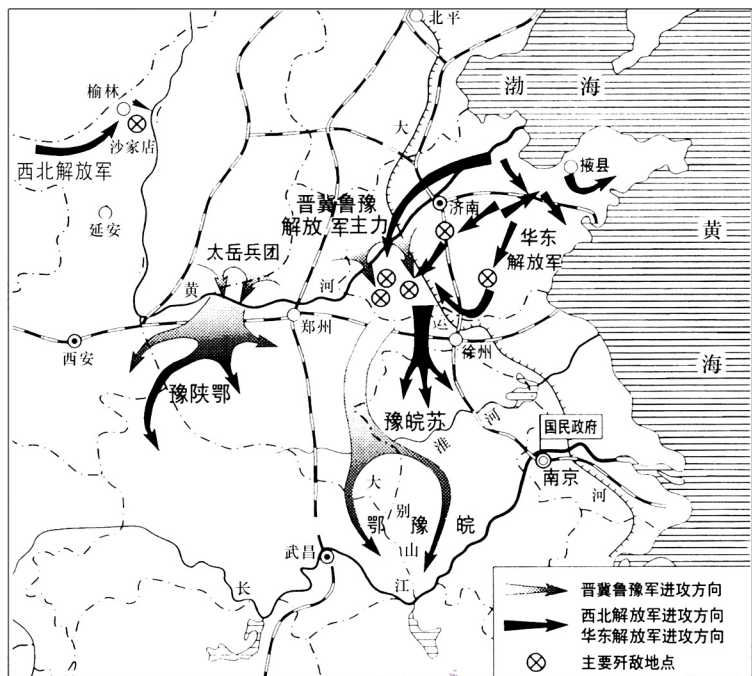 北平
渤海
榆林
沙家店
西北解放军
掖县
大
济南
晋冀鲁豫
解放军主力
华东
解放军
黄
海
延安
太岳兵团
黄
河
运
郑州
徐州
西安
豫陕鄂
豫皖苏
淮
河
国民政府
南京
河
大
别
山
鄂豫皖
武昌
长
江
晋冀鲁豫军进攻方向
西北解放军进攻方向
华东解放军进攻方向
主要歼敌地点